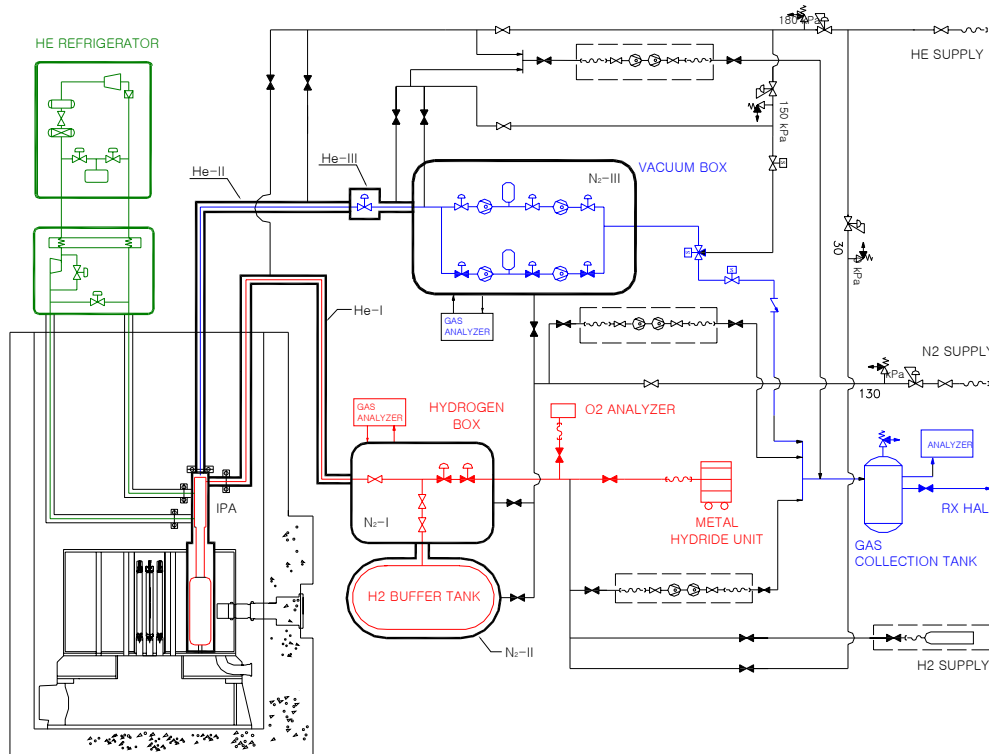 180 kPa
HE REFRIGERATOR
HE SUPPLY
150 kPa
He-III
He-II
N₂-III
VACUUM BOX
30
kPa
GAS
ANALYZER
He-I
N2 SUPPLY
kPa
130
GAS
ANALYZER
HYDROGEN
BOX
O2 ANALYZER
ANALYZER
IPA
N₂-I
METAL
HYDRIDE UNIT
RX HAL
GAS
COLLECTION TANK
H2 BUFFER TANK
N₂-II
H2 SUPPLY